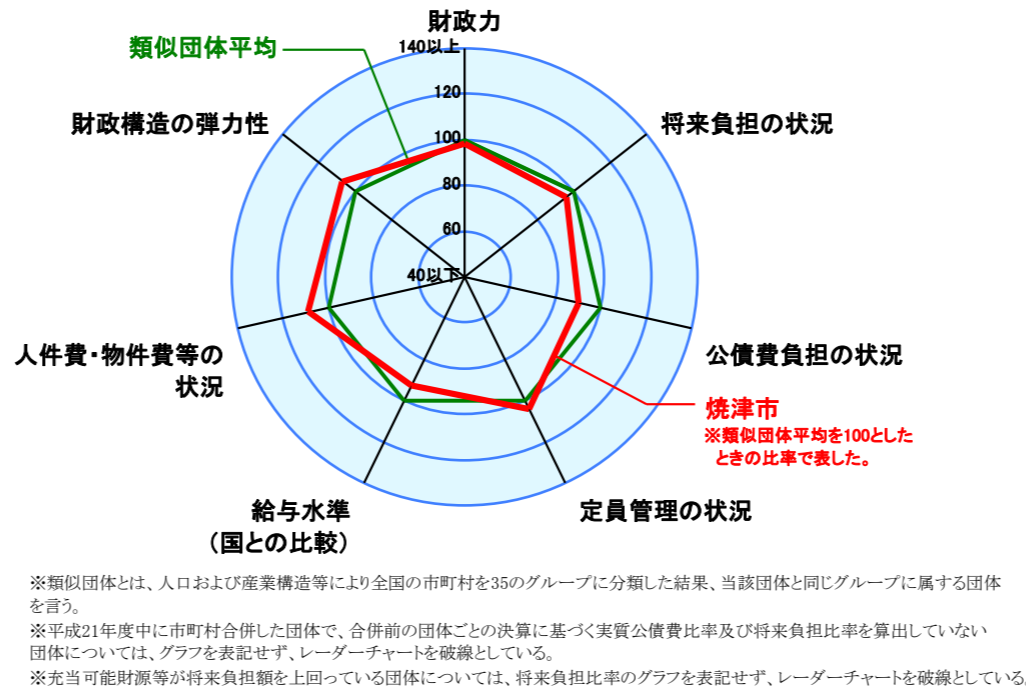 財政力
140以上
類似団体平均
120
財政構造の弾力性
将来負担の状況
100
80
60
40以下
人件費・物件費等の
状況
公債費負担の状況
焼津市
※類似団体平均を100とした
ときの比率で表した。
給与水準
（国との比較）
定員管理の状況
※類似団体とは、人口および産業構造等により全国の市町村を35のグループに分類した結果、当該団体と同じグループに属する団体
を言う。
※平成21年度中に市町村合併した団体で、合併前の団体ごとの決算に基づく実質公債費比率及び将来負担比率を算出していない
団体については、グラフを表記せず、レーダーチャートを破線としている。
※充当可能財源等が将来負担額を上回っている団体については、将来負担比率のグラフを表記せず、レーダーチャートを破線としている。